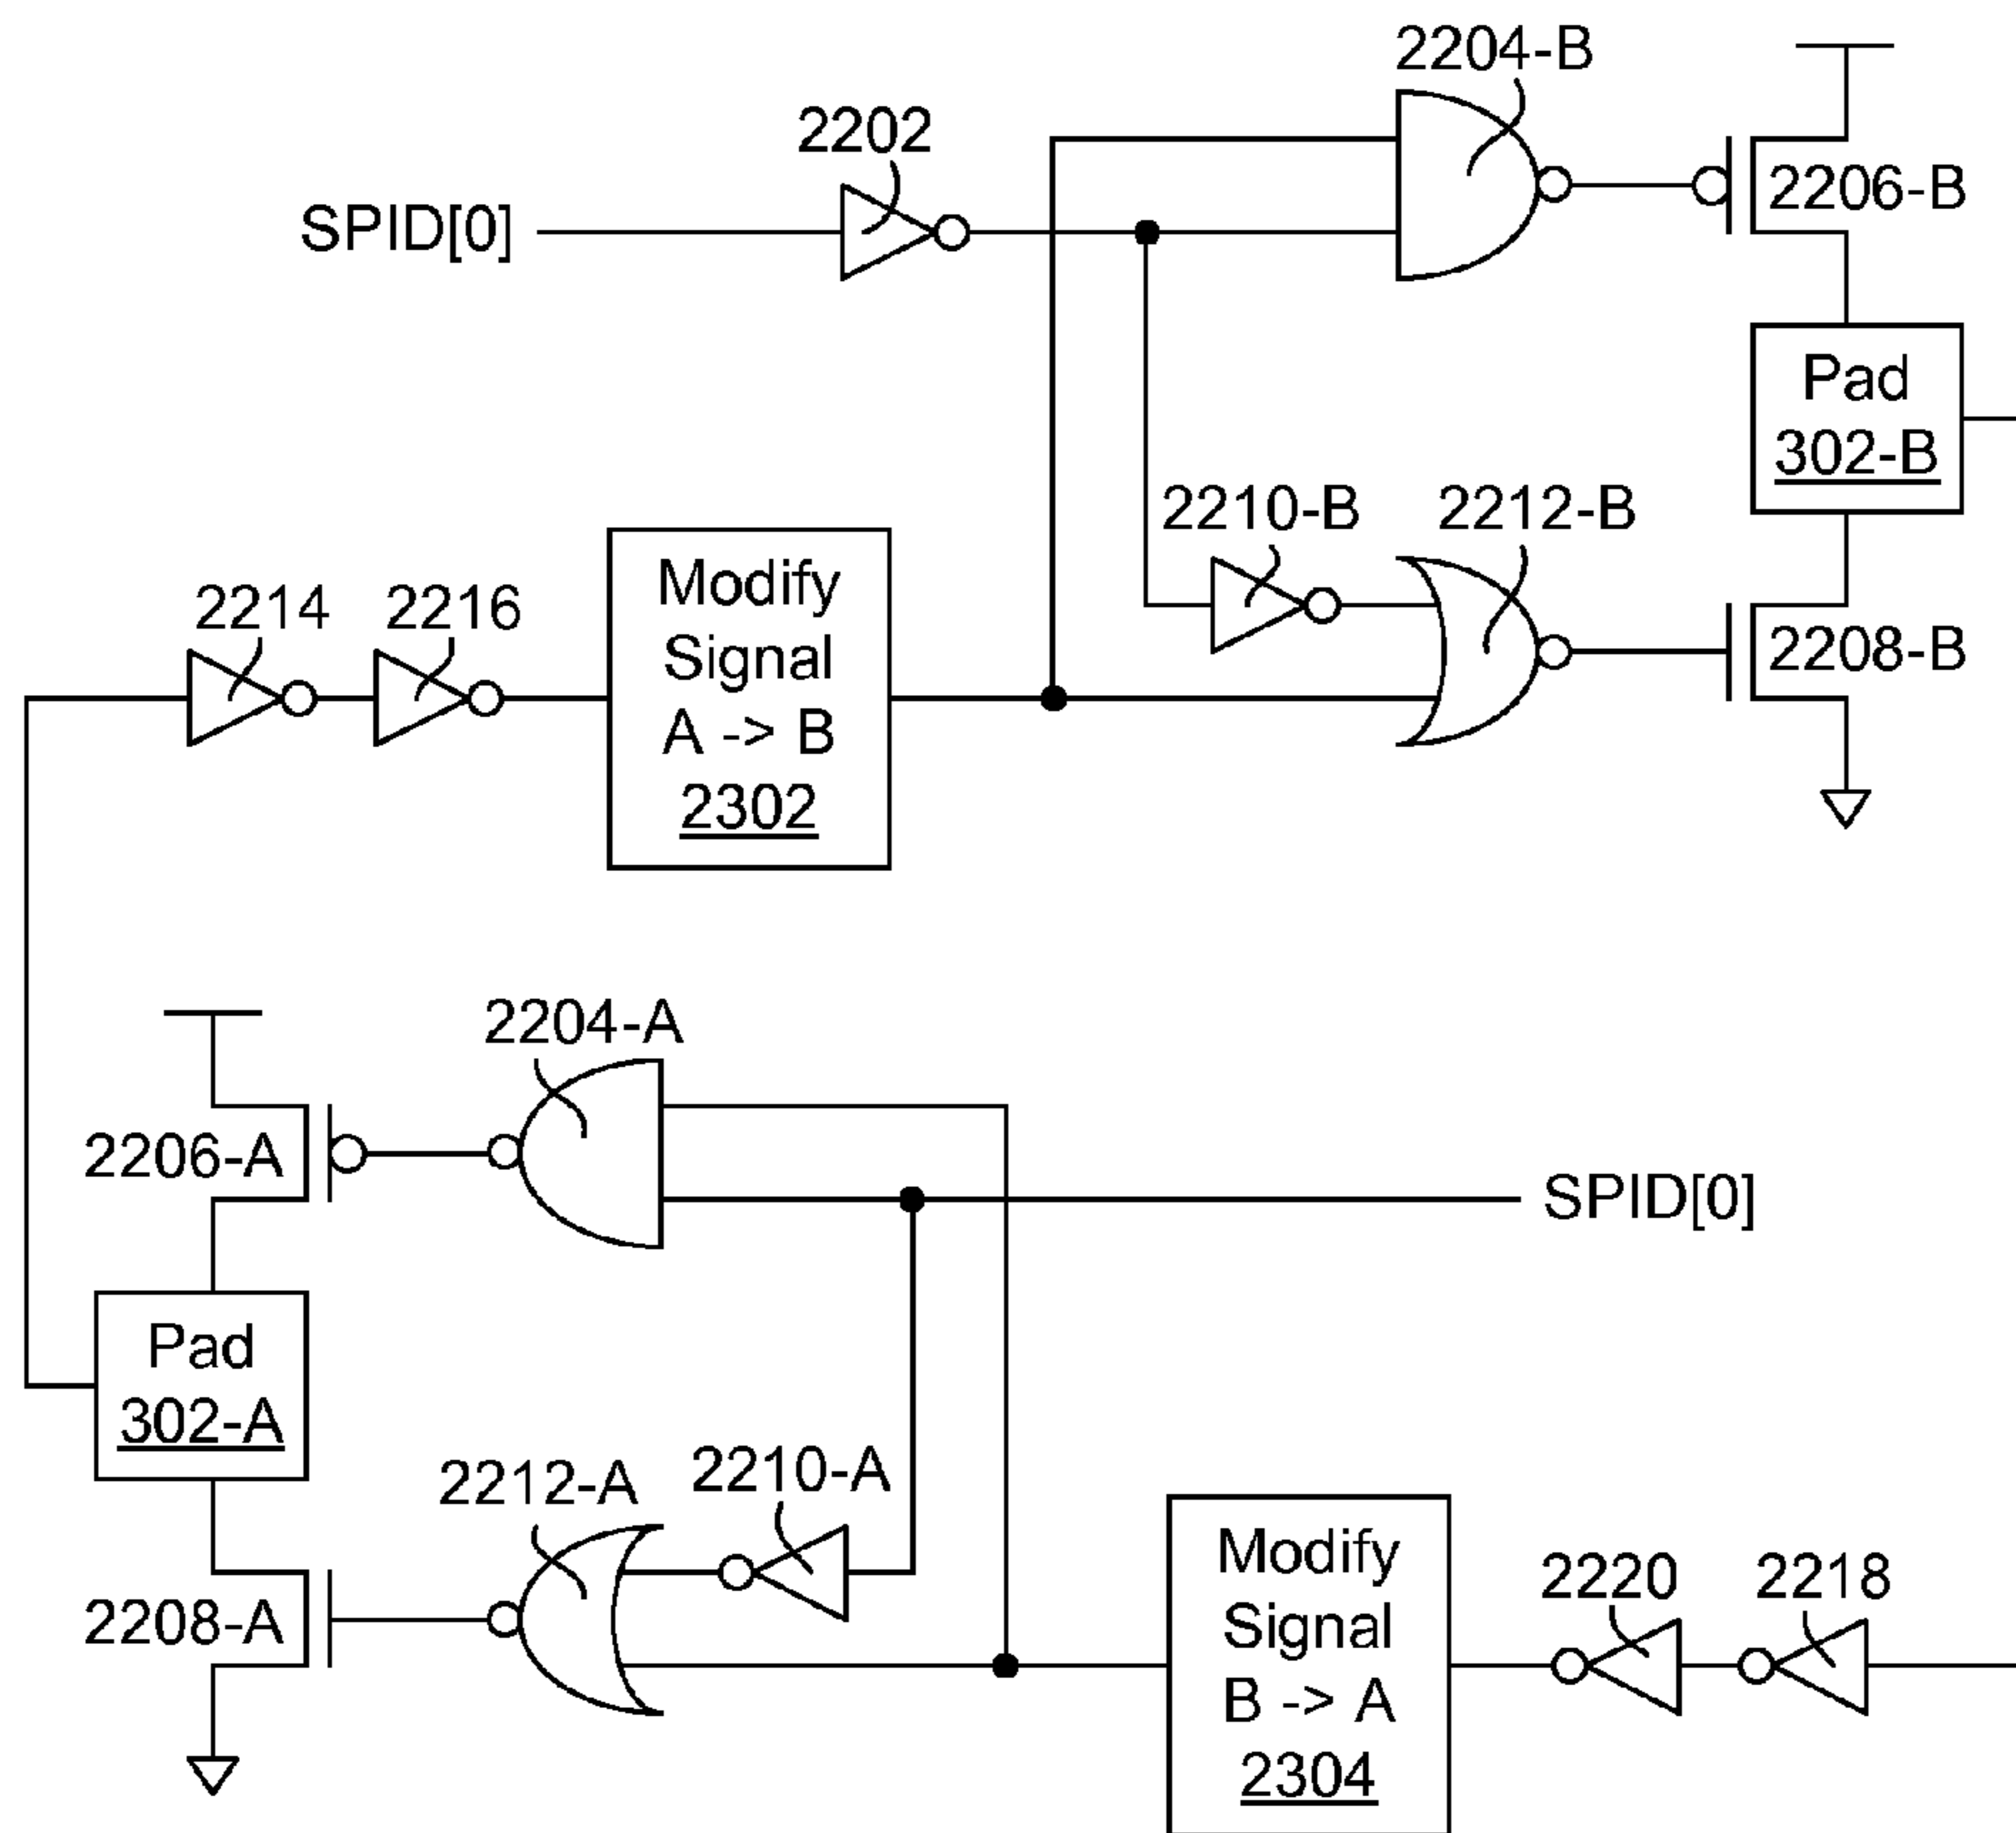 2204-B
2202
SPID[0]
2206-B
Pad
302-B
2210-B
2212-B
2214
2216
Modify
Signal
A -> B
2302
2208-B
2204-A
2206-A
SPID[0]
Pad
302-A
2212-A
2210-A
2208-A
Modify
Signal
B -> A
2304
2220
2218